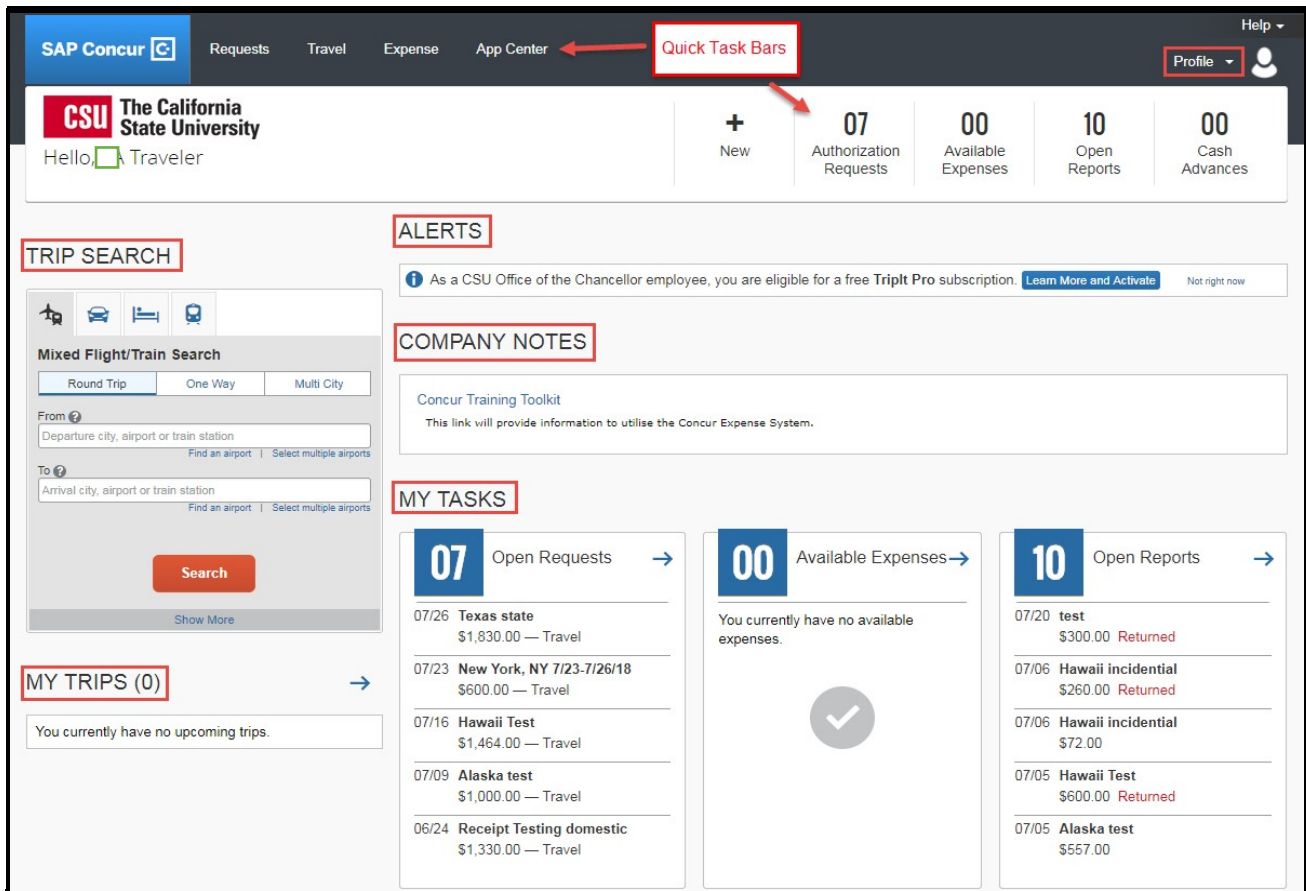 Help
SAP Concur C
Requests
Travel
Expense
App Center
Quick Task Bars
Profile
CSU The California
State University
Hello, A Traveler
+
New
07
Authorization
Requests
00
Available
Expenses
10
Open
Reports
00
Cash
Advances
TRIP SEARCH
Mixed Flight/Train Search
Round Trip
One Way
Multi City
From ?
Departure city, airport or train station
Find an airport | Select multiple airports
To ?
Arrival city, airport or train station
Find an airport | Select multiple airports
Search
Show More
MY TRIPS (0)
You currently have no upcoming trips.
ALERTS
As a CSU Office of the Chancellor employee, you are eligible for a free TripIt Pro subscription. Learn More and Activate Not right now
COMPANY NOTES
Concur Training Toolkit
This link will provide information to utilise the Concur Expense System.
MY TASKS
07 Open Requests
07/26 Texas state
$1,830.00 — Travel
07/23 New York, NY 7/23-7/26/18
$600.00 — Travel
07/16 Hawaii Test
$1,464.00 — Travel
07/09 Alaska test
$1,000.00 — Travel
06/24 Receipt Testing domestic
$1,330.00 — Travel
00 Available Expenses
You currently have no available
expenses.
10 Open Reports
07/20 test
$300.00 Returned
07/06 Hawaii incidential
$260.00 Returned
07/06 Hawaii incidential
$72.00
07/05 Hawaii Test
$600.00 Returned
07/05 Alaska test
$557.00